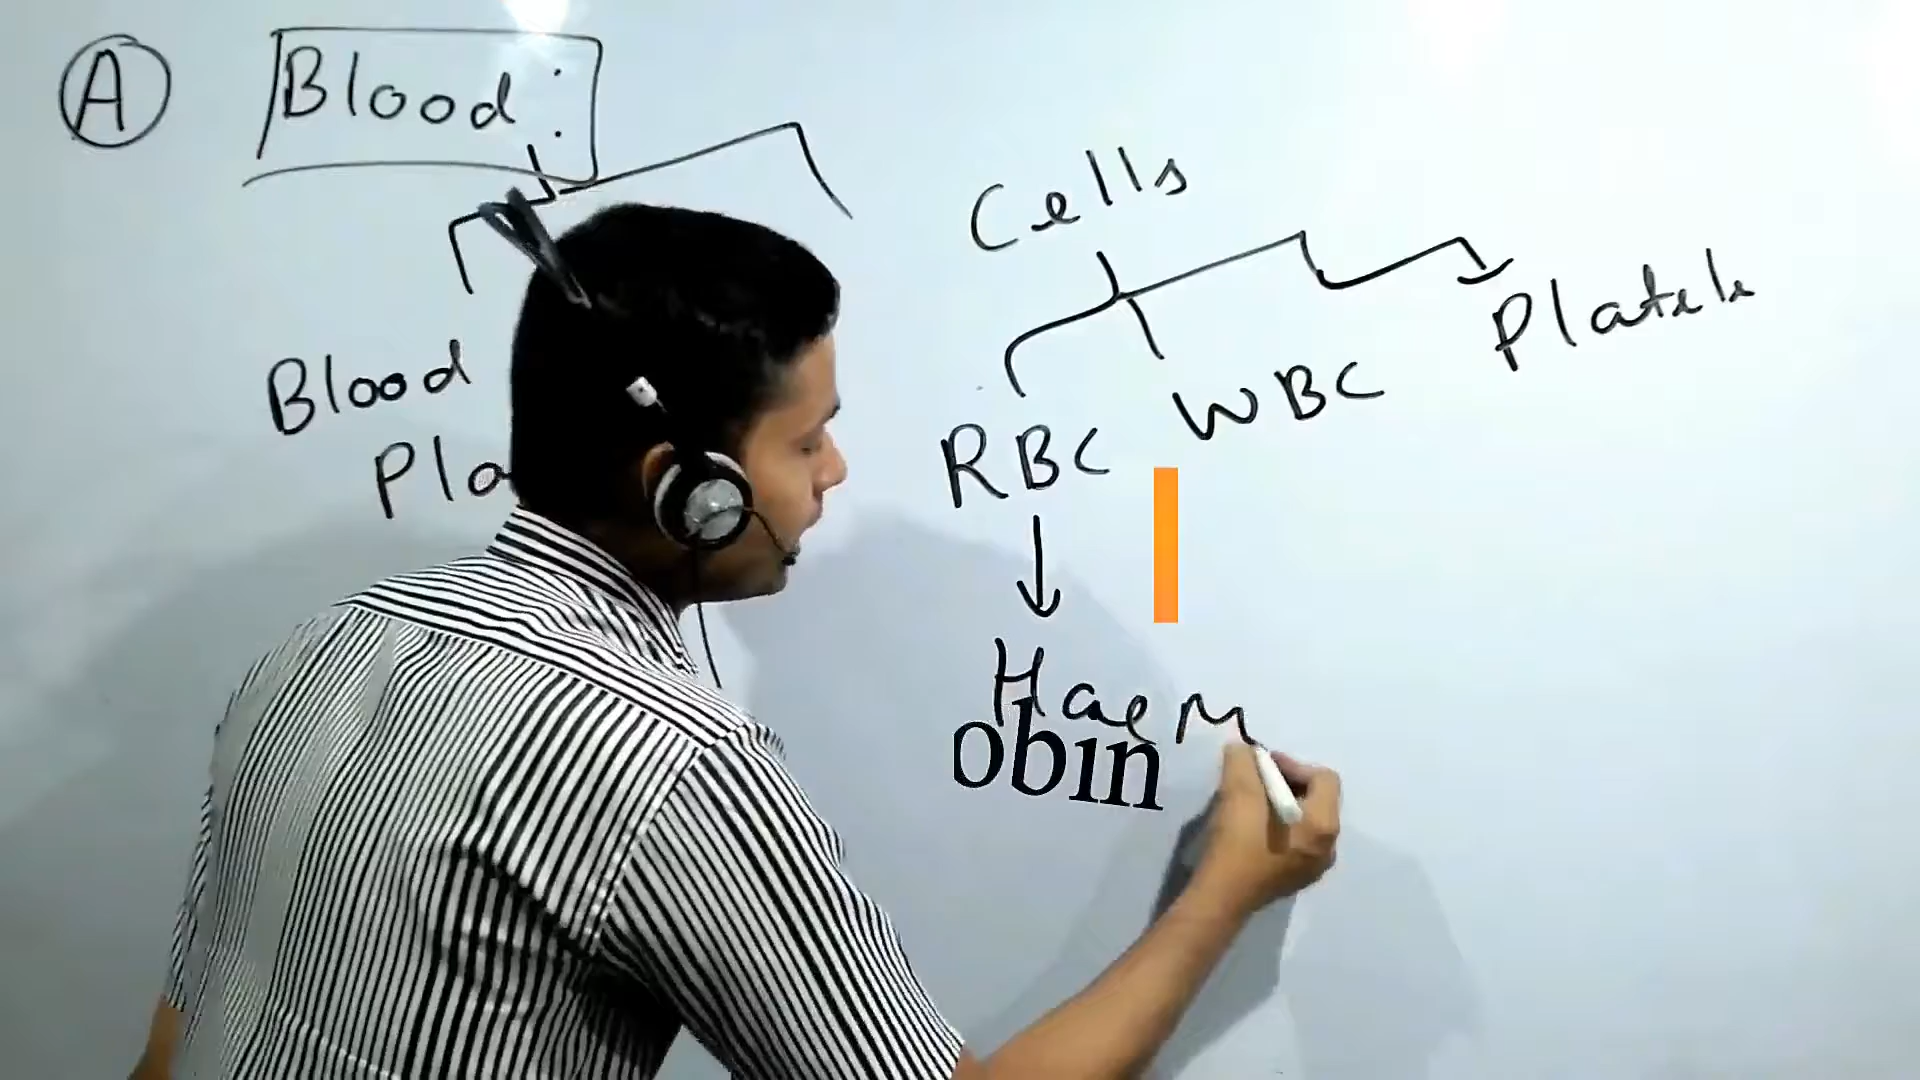 A Blood:
Cells
Blood
Pla
RBC
WBC
Platele
Haem
obin